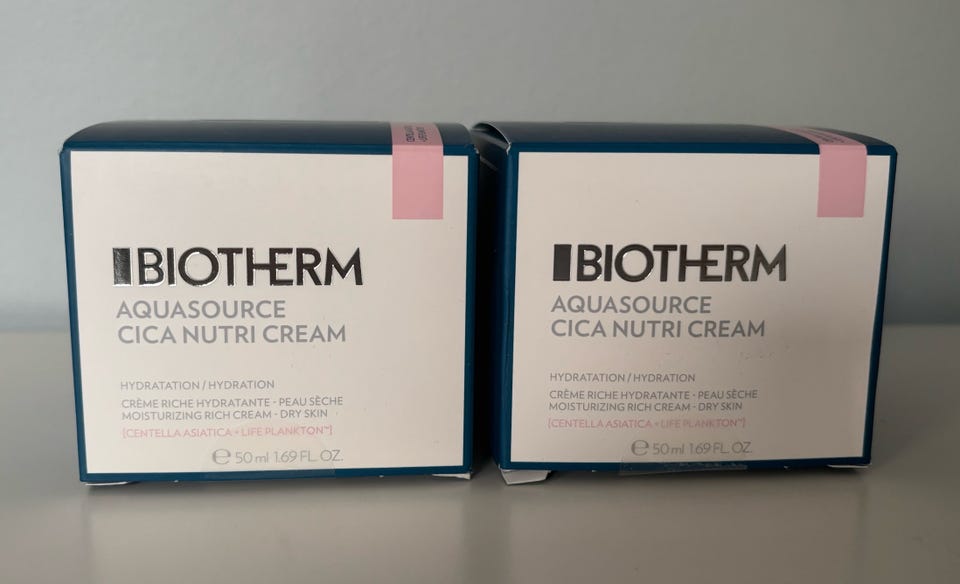 BIOTHERM
AQUASOURCE
CICA NUTRI CREAM
HYDRATATION / HYDRATION
CRÈME RICHE HYDRATANTE - PEAU SÈCHE
MOISTURIZING RICH CREAM - DRY SKIN
[CENTELLA ASIATICA + LIFE PLANKTON™]
℮ 50 ml 1.69 FL. OZ.
BIOTHERM
AQUASOURCE
CICA NUTRI CREAM
HYDRATATION / HYDRATION
CRÈME RICHE HYDRATANTE - PEAU SÈCHE
MOISTURIZING RICH CREAM - DRY SKIN
[CENTELLA ASIATICA + LIFE PLANKTON™]
℮ 50 ml 1.69 FL. OZ.